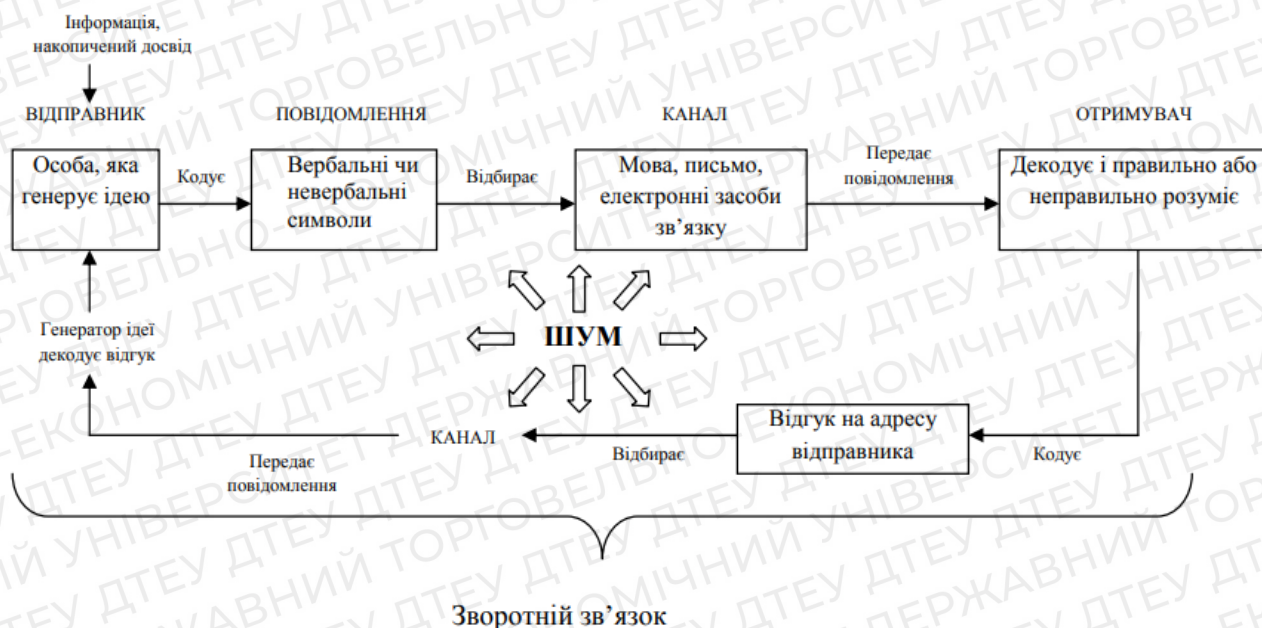 Інформація,
накопичений досвід
ВІДПРАВНИК
ПОВІДОМЛЕННЯ
КАНАЛ
ОТРИМУВАЧ
Особа, яка
генерує ідею
Кодує
Вербальні чи
невербальні
символи
Відбирає
Мова, письмо,
електронні засоби
зв’язку
Передає
повідомлення
Декодує і правильно або
неправильно розуміє
ШУМ
Генератор ідеї
декодує відгук
КАНАЛ
Передає
повідомлення
Відбирає
Відгук на адресу
відправника
Кодує
Зворотній зв’язок